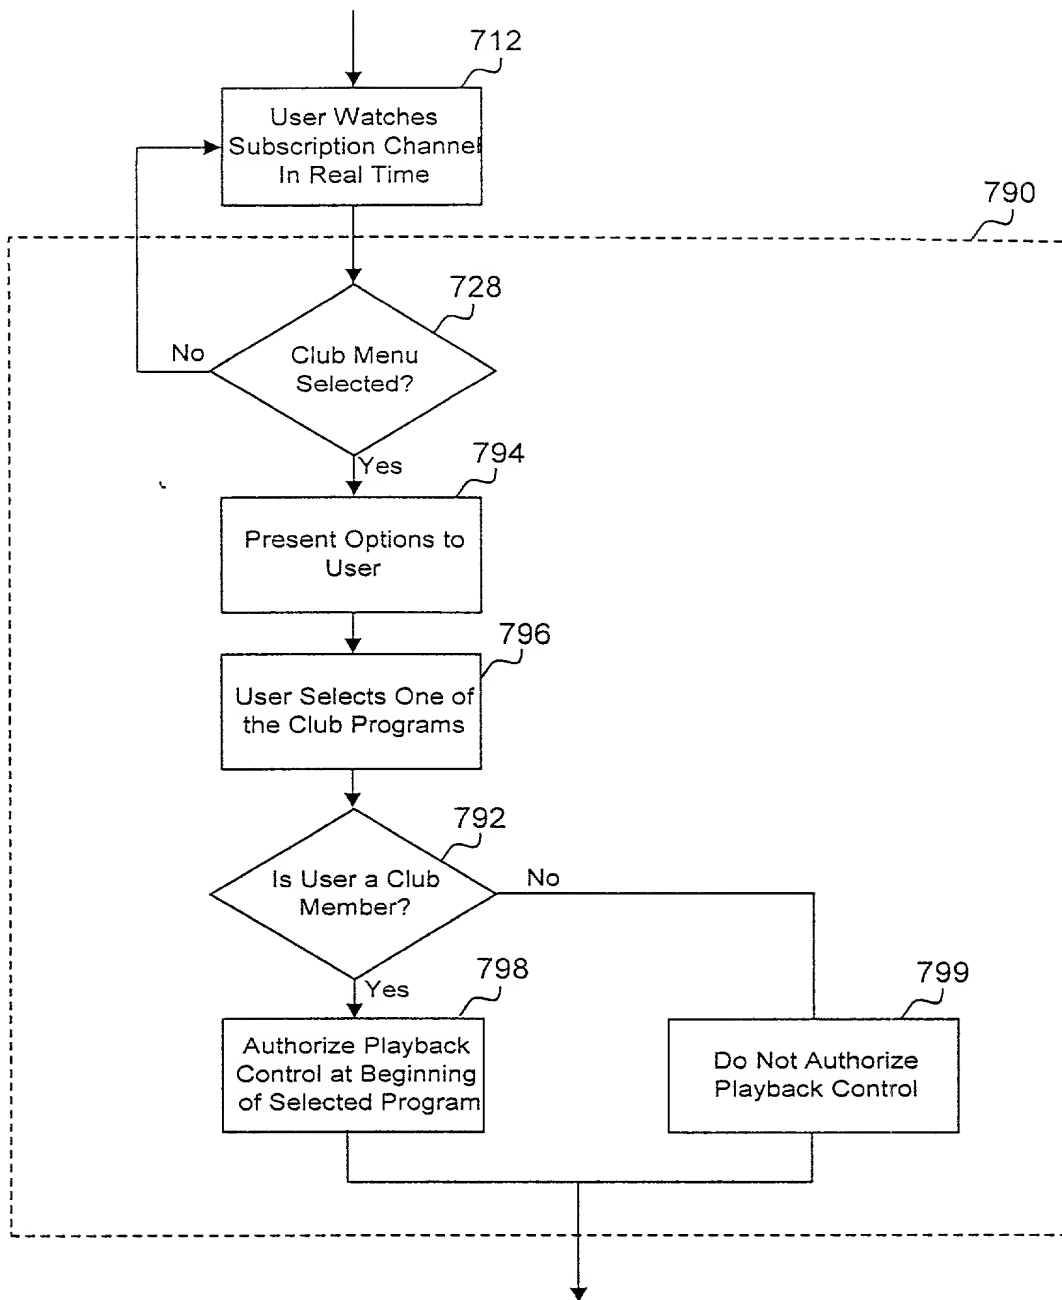 712
User Watches
Subscription Channel
In Real Time
790
728
No
Club Menu
Selected?
Yes
794
Present Options to
User
796
User Selects One of
the Club Programs
792
Is User a Club
Member?
No
Yes
798
Authorize Playback
Control at Beginning
of Selected Program
799
Do Not Authorize
Playback Control